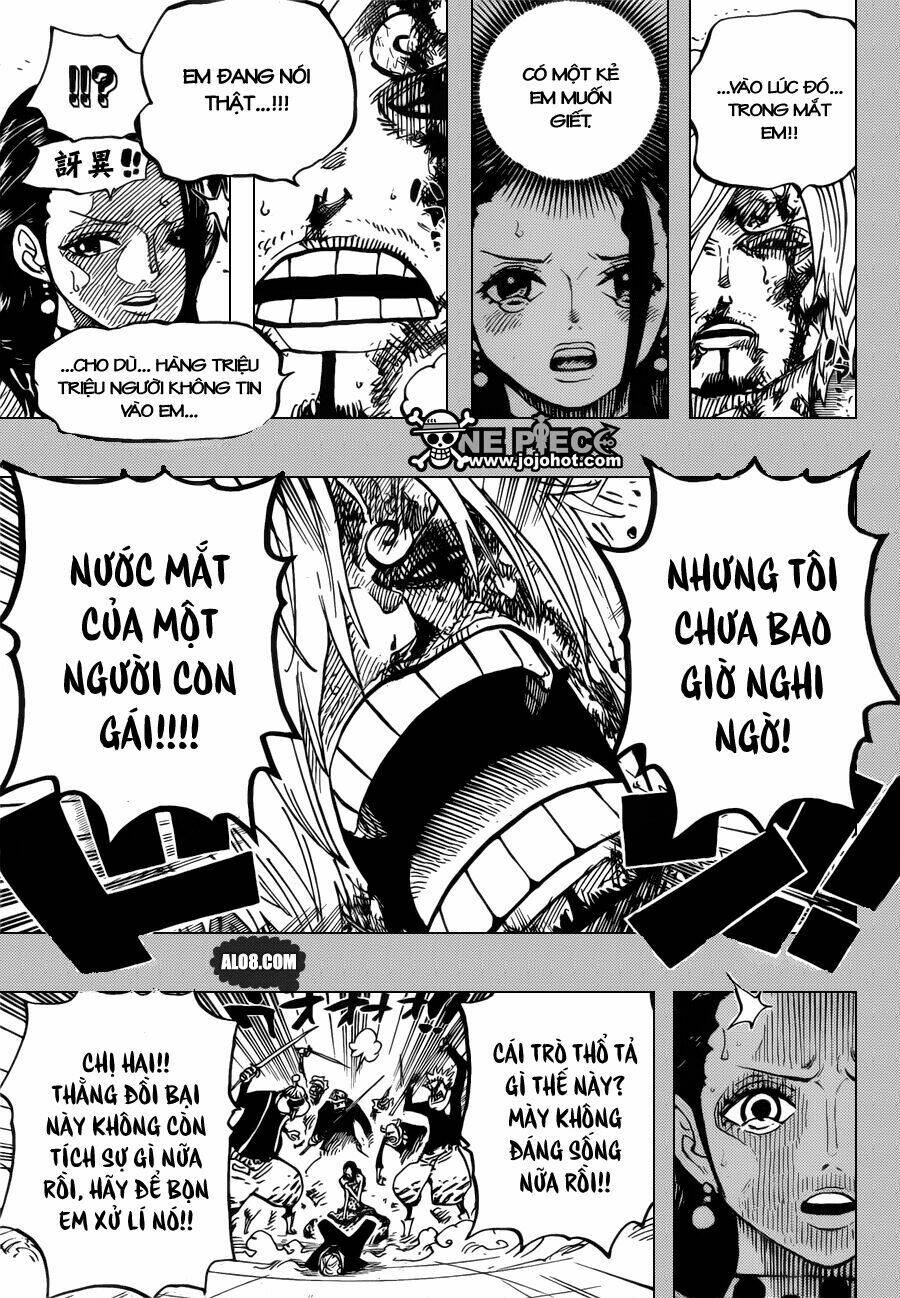 ...VÀO LÚC ĐÓ...
TRONG MẮT
EM!!
CÓ MỘT KẺ
EM MUỐN
GIẾT.
EM ĐANG NÓI
THẬT...!!!
!!?
訝異!!
...CHO DÙ... HÀNG TRIỆU
TRIỆU NGƯỜI KHÔNG TIN
VÀO EM...
ONE PIECE
www.jojohot.com
NHƯNG TÔI
CHƯA BAO
GIỜ NGHI
NGỜ!
NƯỚC MẮT
CỦA MỘT
NGƯỜI CON
GÁI!!!!
ド
ン
!!
ALO8.COM
オオ
CÁI TRÒ THỔ TẢ
GÌ THẾ NÀY?
MÀY KHÔNG
ĐÁNG SỐNG
NỮA RỒI!!
CHỊ HAI!!
THẰNG ĐỒI BẠI
NÀY KHÔNG CÒN
TÍCH SỰ GÌ NỮA
RỒI, HÃY ĐỂ BỌN
EM XỬ LÍ NÓ!!